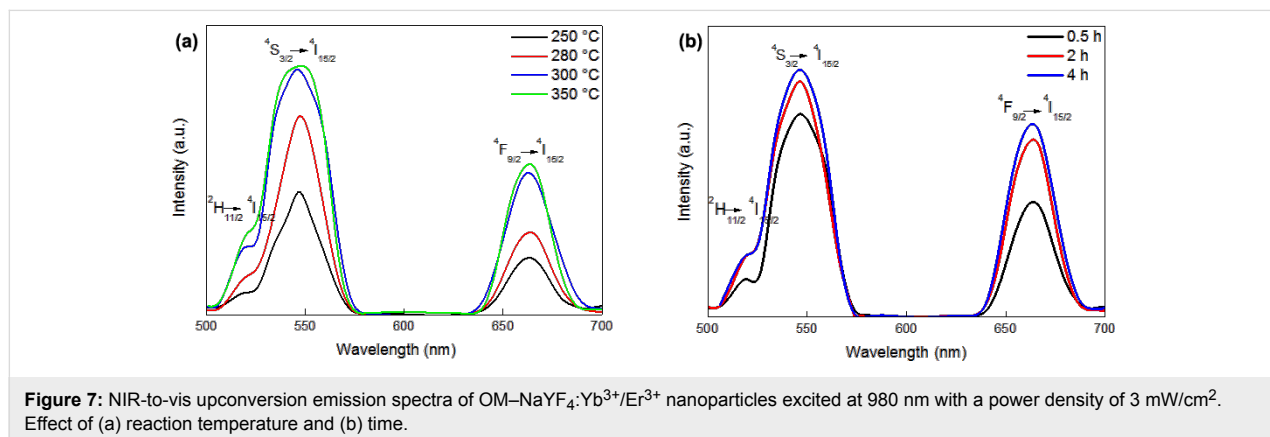 (a)
250 °C
280 °C
300 °C
350 °C
⁴S₃/₂→⁴I₁₅/₂
⁴F₉/₂→⁴I₁₅/₂
²H₁₁/₂→⁴I₁₅/₂
Intensity (a.u.)
500 550 600 650 700
Wavelength (nm)
(b)
0.5 h
2 h
4 h
⁴S₃/₂→⁴I₁₅/₂
⁴F₉/₂→⁴I₁₅/₂
²H₁₁/₂→⁴I₁₅/₂
Intensity (a.u.)
500 550 600 650 700
Wavelength (nm)
Figure 7: NIR-to-vis upconversion emission spectra of OM–NaYF₄:Yb³⁺/Er³⁺ nanoparticles excited at 980 nm with a power density of 3 mW/cm².
Effect of (a) reaction temperature and (b) time.